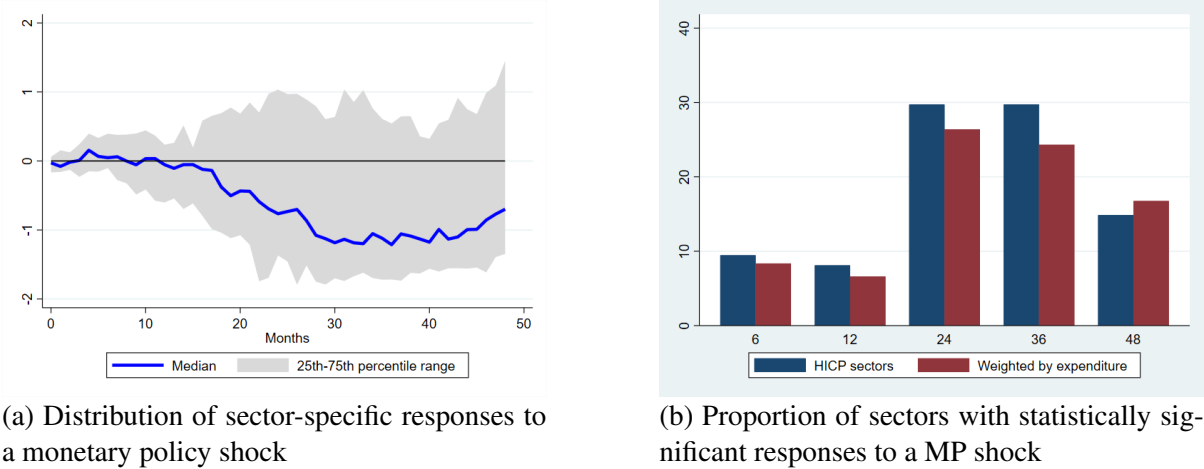 2
1
0
-1
-2
0
10
20
30
40
50
Months
Median
25th-75th percentile range
40
30
20
10
0
6
12
24
36
48
HICP sectors
Weighted by expenditure
(a) Distribution of sector-specific responses to
a monetary policy shock
(b) Proportion of sectors with statistically sig-
nificant responses to a MP shock